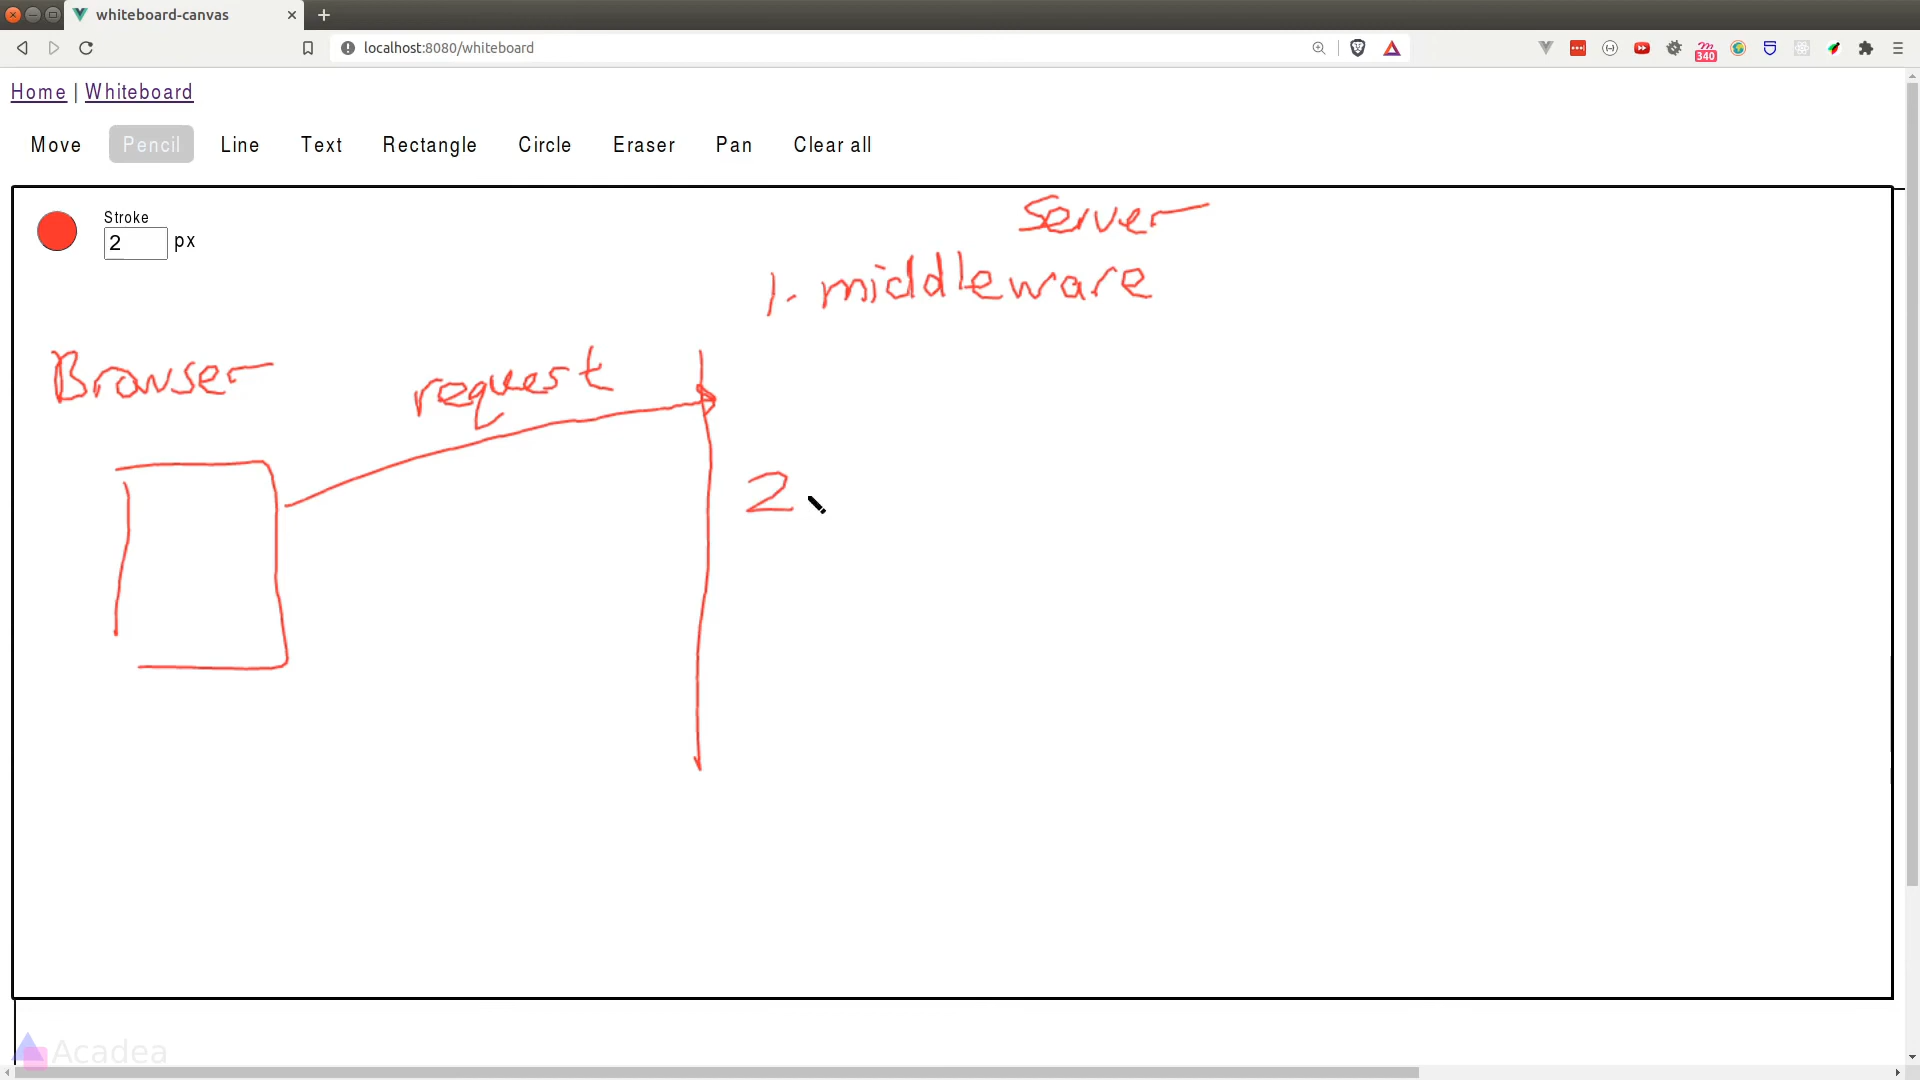 whiteboard-canvas
localhost:8080/whiteboard
340
Home | Whiteboard
Move Pencil Line Text Rectangle Circle Eraser Pan Clear all
Stroke
2 px
Server
1. middleware
Browser
request
2
Acadea